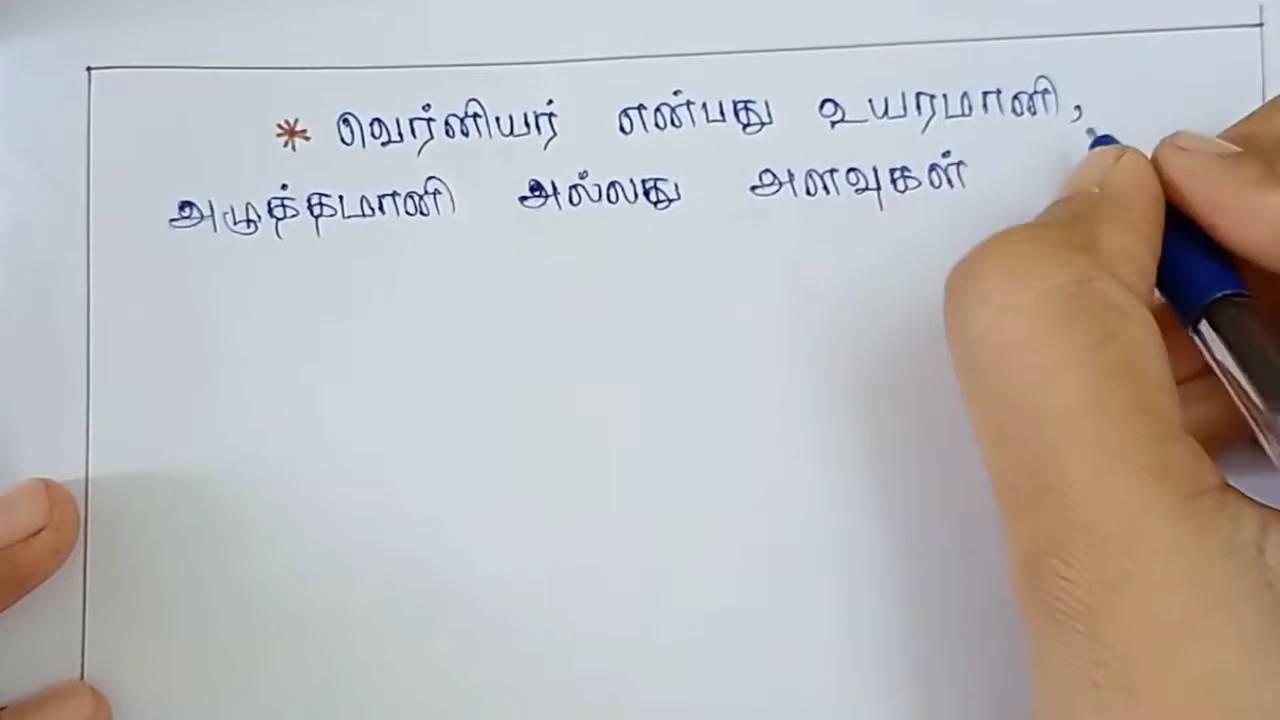 * வெர்னியர் என்பது உயரமானி,
அழுத்தமானி அல்லது அளவுகள்